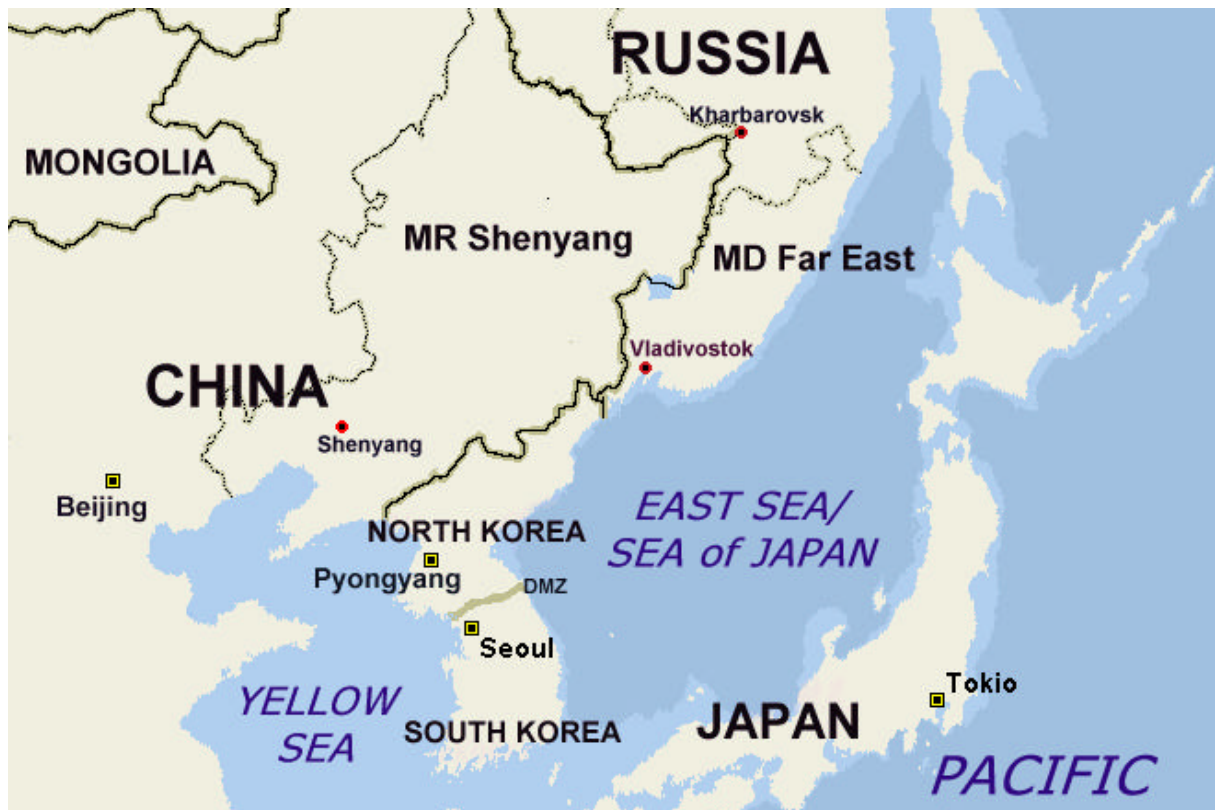 RUSSIA
Kharbarovsk
MONGOLIA
MR Shenyang
MD Far East
Vladivostok
CHINA
Shenyang
Beijing
EAST SEA/
SEA of JAPAN
NORTH KOREA
Pyongyang
DMZ
Seoul
Tokio
YELLOW
SEA
SOUTH KOREA
JAPAN
PACIFIC